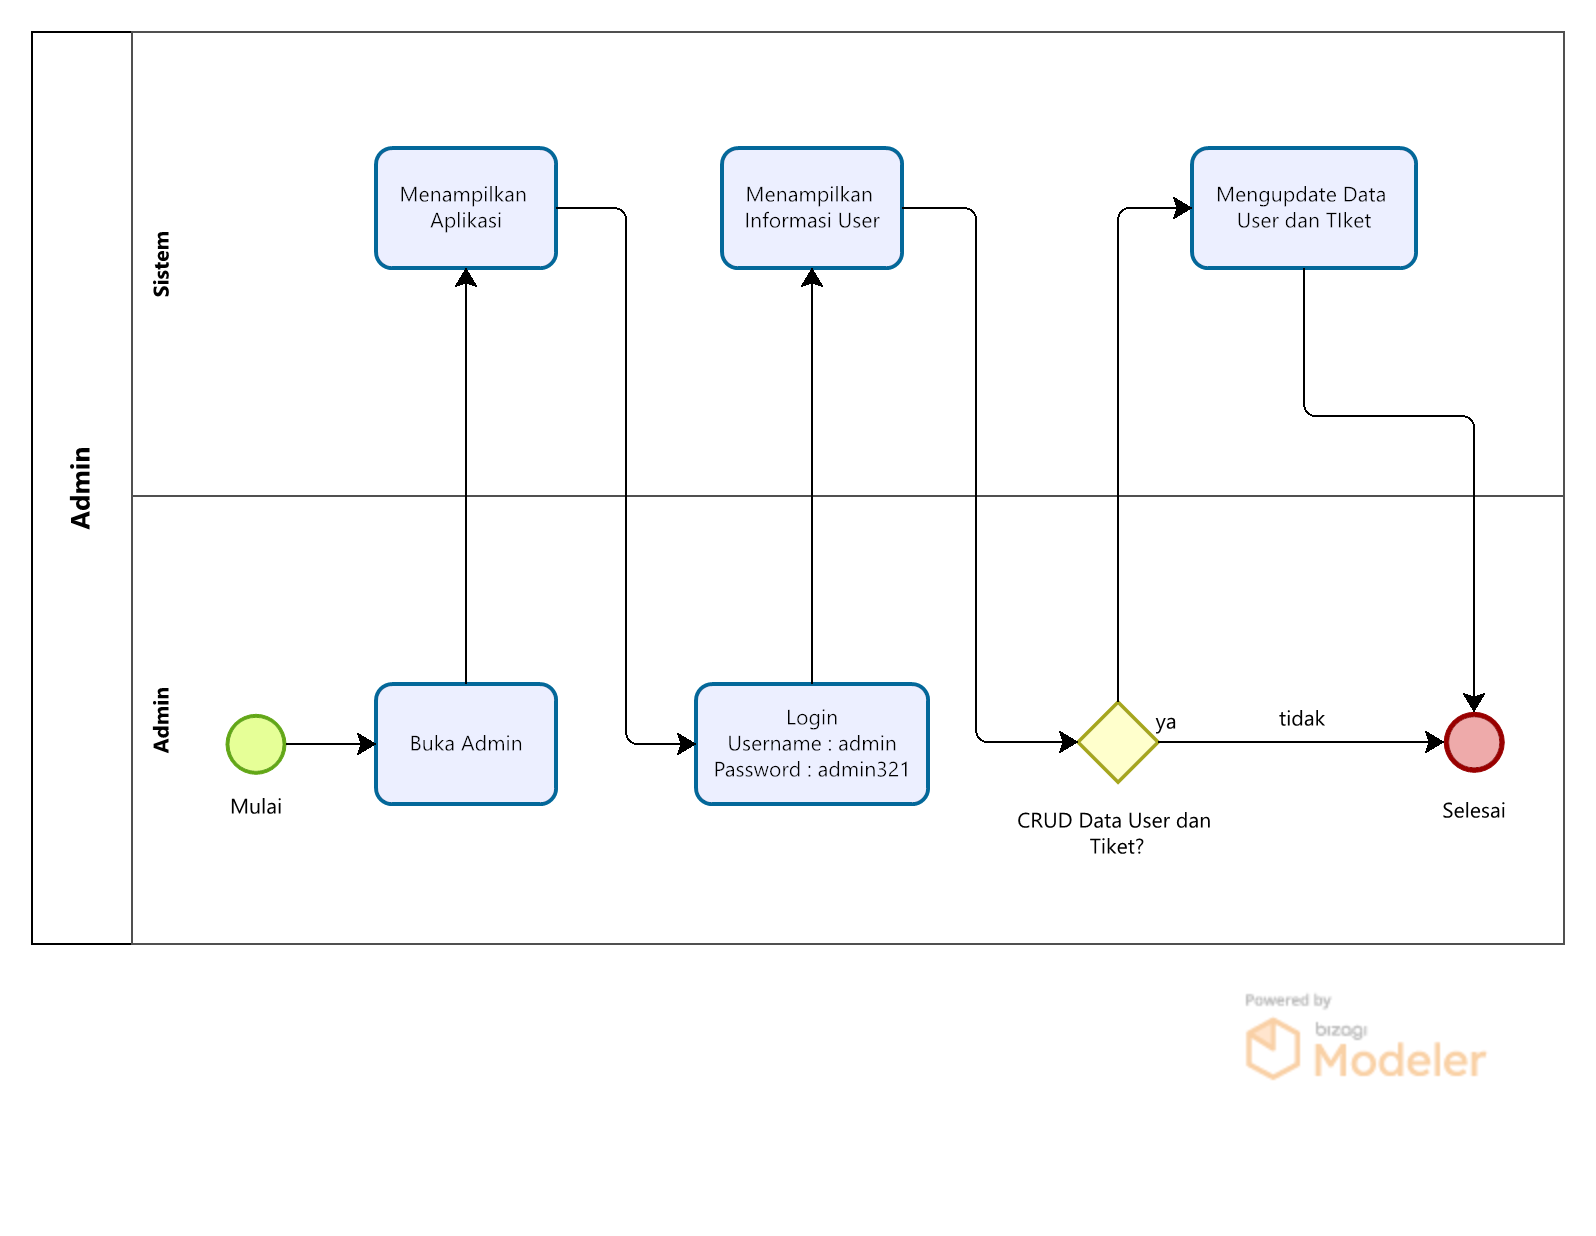 Admin
Sistem
Menampilkan
Aplikasi
Menampilkan
Informasi User
Mengupdate Data
User dan TIket
Admin
Mulai
Buka Admin
Login
Username : admin
Password : admin321
ya
tidak
CRUD Data User dan
Tiket?
Selesai
Powered by
bizagi
Modeler